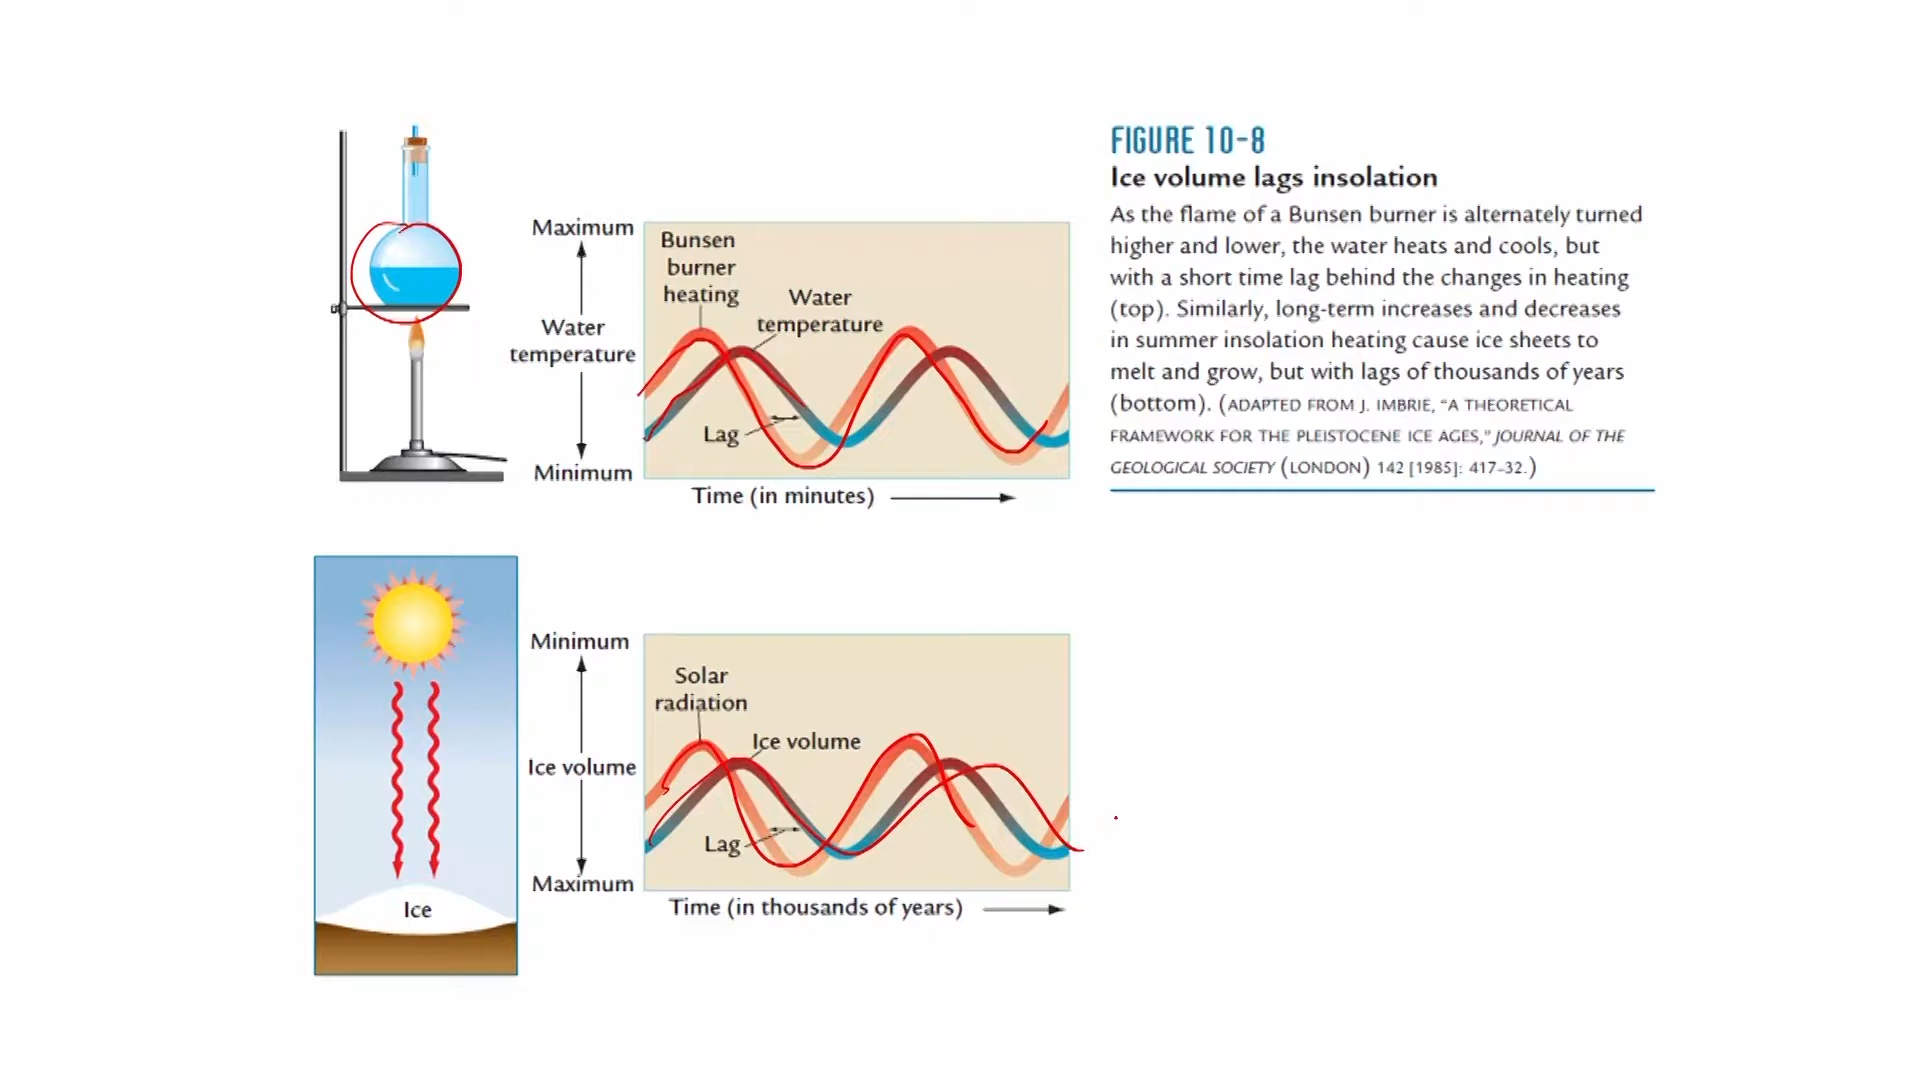 Maximum
Water
temperature
Minimum
Bunsen
burner
heating
Water
temperature
Lag
Time (in minutes)
FIGURE 10-8
Ice volume lags insolation
As the flame of a Bunsen burner is alternately turned
higher and lower, the water heats and cools, but
with a short time lag behind the changes in heating
(top). Similarly, long-term increases and decreases
in summer insolation heating cause ice sheets to
melt and grow, but with lags of thousands of years
(bottom). (ADAPTED FROM J. IMBRIE, "A THEORETICAL
FRAMEWORK FOR THE PLEISTOCENE ICE AGES," JOURNAL OF THE
GEOLOGICAL SOCIETY (LONDON) 142 [1985]: 417-32.)
Ice
Minimum
Ice volume
Maximum
Solar
radiation
Ice volume
Lag
Time (in thousands of years)